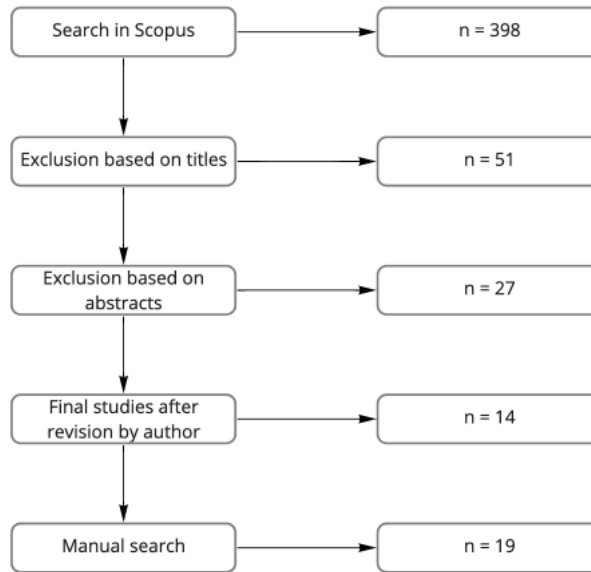 Search in Scopus
n = 398
Exclusion based on titles
n = 51
Exclusion based on
abstracts
n = 27
Final studies after
revision by author
n = 14
Manual search
n = 19